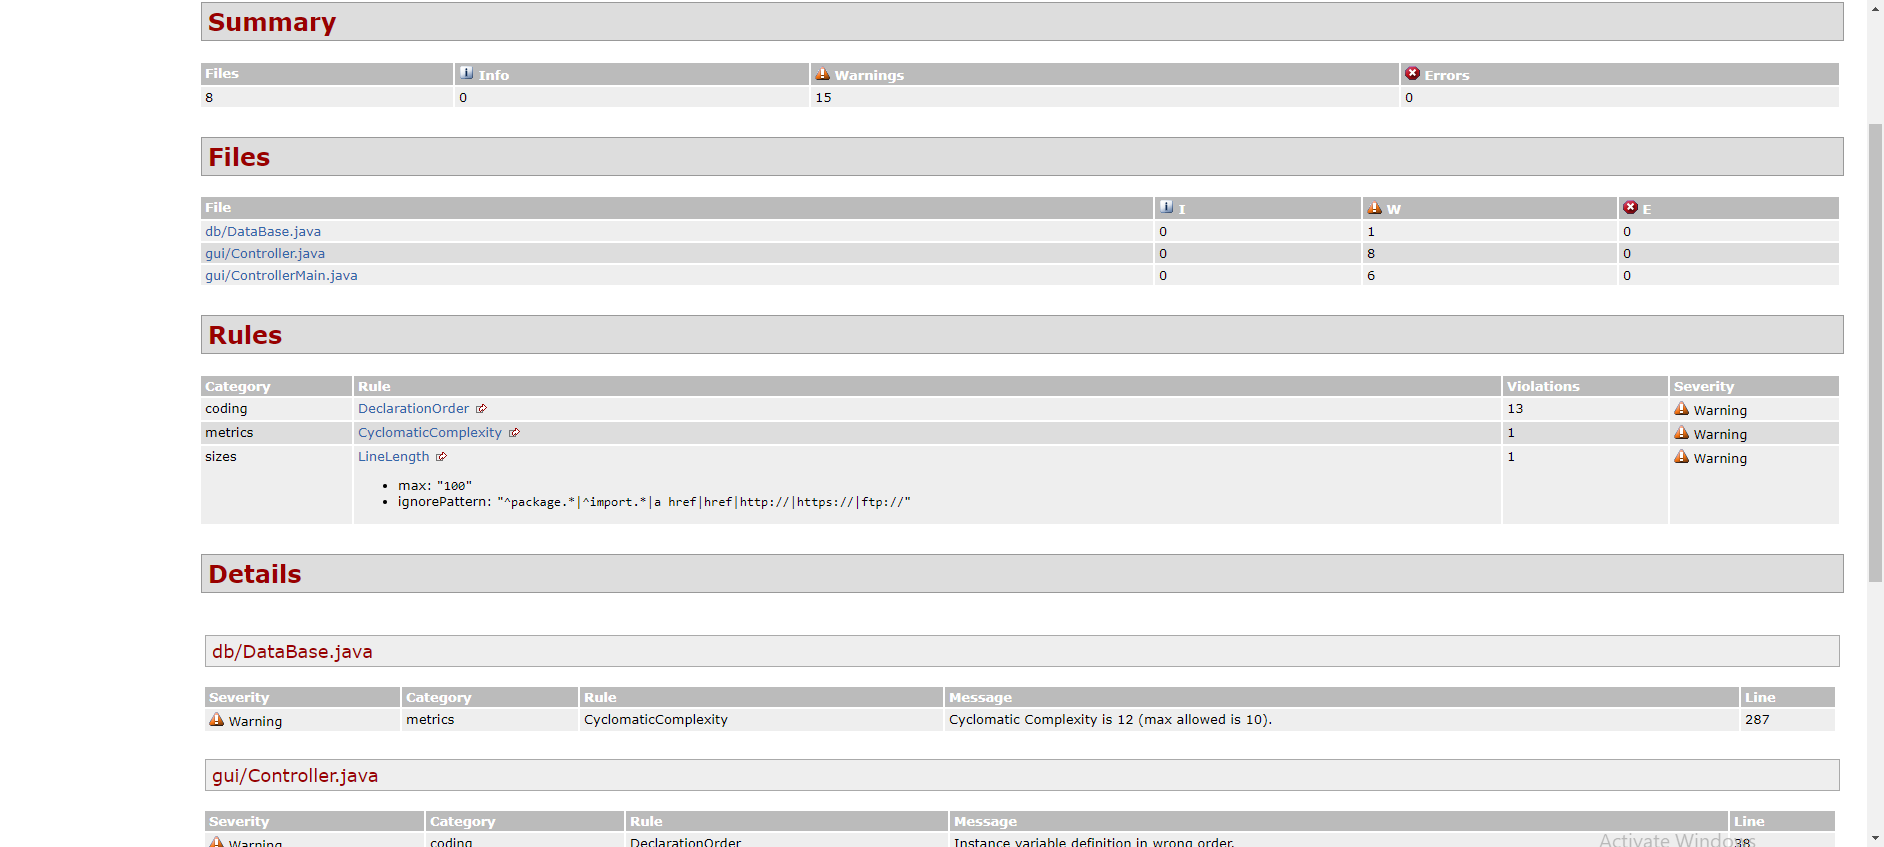 Summary
Files Info Warnings Errors
8 0 15 0
Files
File I W E
db/DataBase.java 0 1 0
gui/Controller.java 0 8 0
gui/ControllerMain.java 0 6 0
Rules
Category Rule Violations Severity
coding DeclarationOrder 13 Warning
metrics CyclomaticComplexity 1 Warning
sizes LineLength 1 Warning
• max: "100"
• ignorePattern: "^package.*|^import.*|a href|href|http://|https://|ftp://"
Details
db/DataBase.java
Severity Category Rule Message Line
Warning metrics CyclomaticComplexity Cyclomatic Complexity is 12 (max allowed is 10). 287
gui/Controller.java
Severity Category Rule Message Line
Warning coding DeclarationOrder Instance variable definition in wrong order. 38
Activate Windows